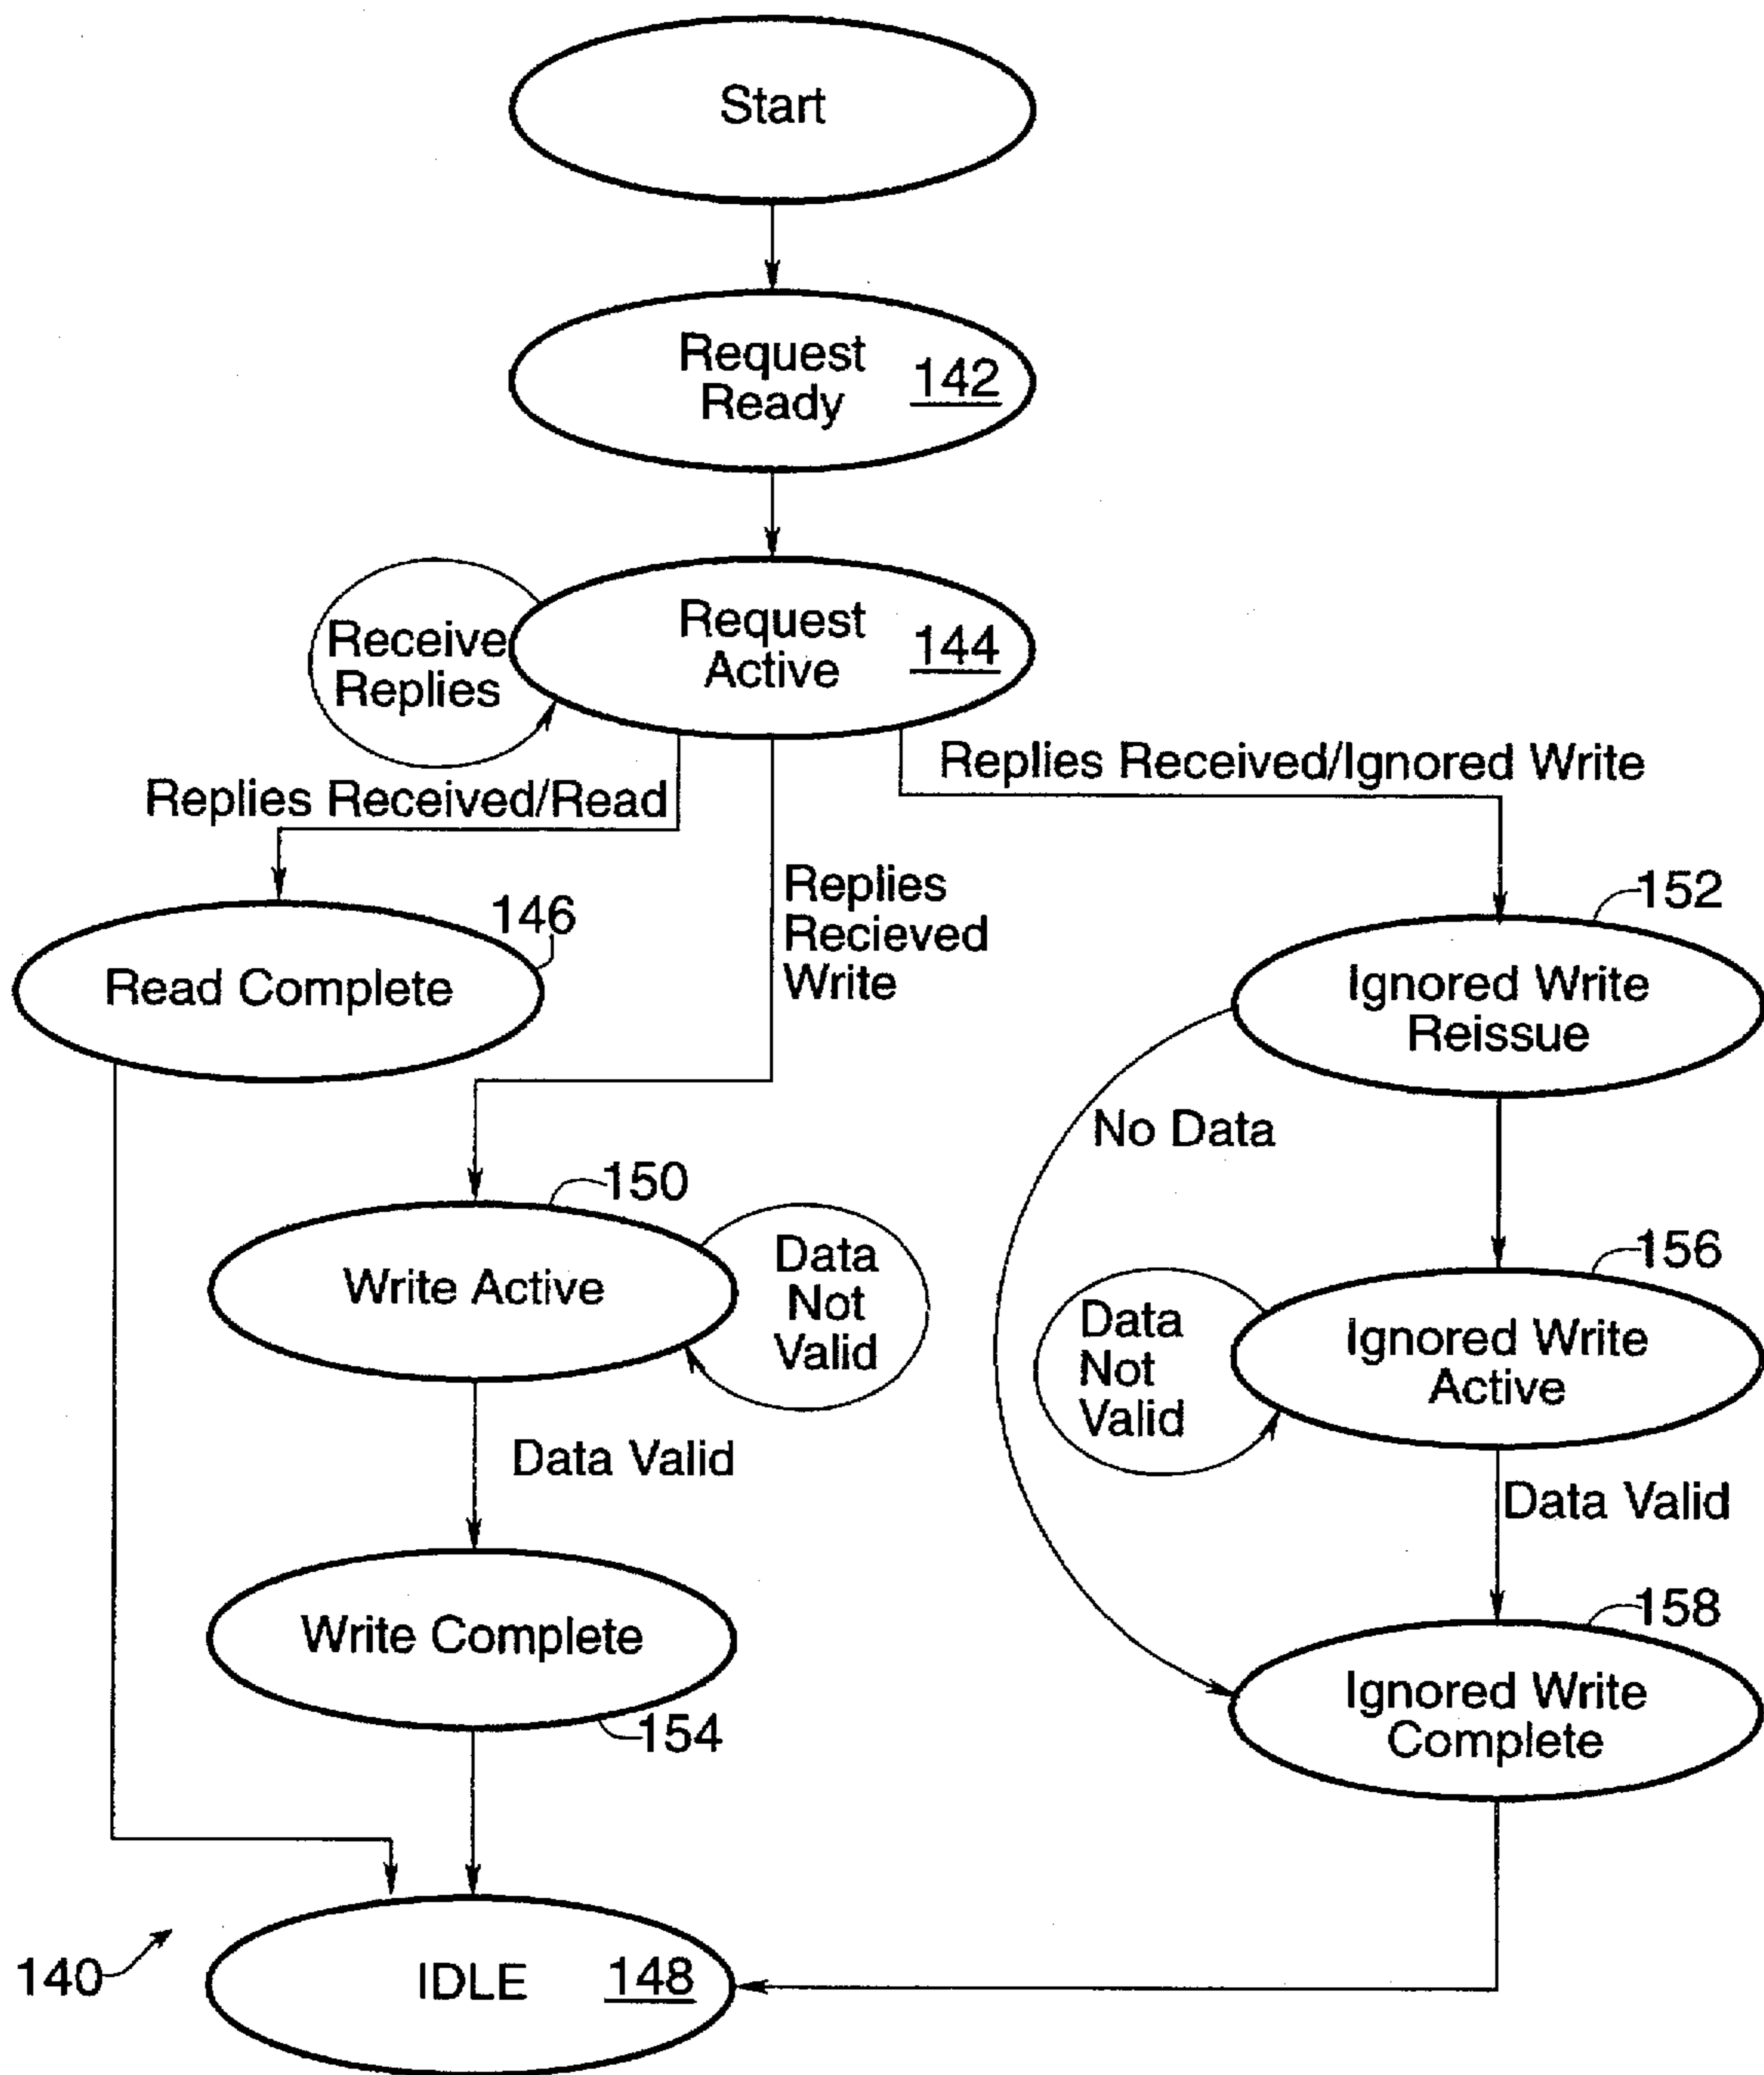 Start
Request
Ready
142
Request
Active
144
Receive
Replies
Replies Received/Read
Replies Received/Ignored Write
Replies
Recieved
Write
146
Read Complete
152
Ignored Write
Reissue
No Data
150
Write Active
Data
Not
Valid
156
Ignored Write
Active
Data
Not
Valid
Data Valid
Data Valid
Write Complete
154
158
Ignored Write
Complete
140
IDLE
148